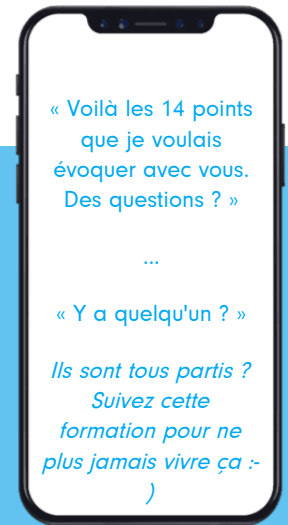 « Voilà les 14 points
que je voulais
évoquer avec vous.
Des questions ? »
...
« Y a quelqu'un ? »
Ils sont tous partis ?
Suivez cette
formation pour ne
plus jamais vivre ça :-
)